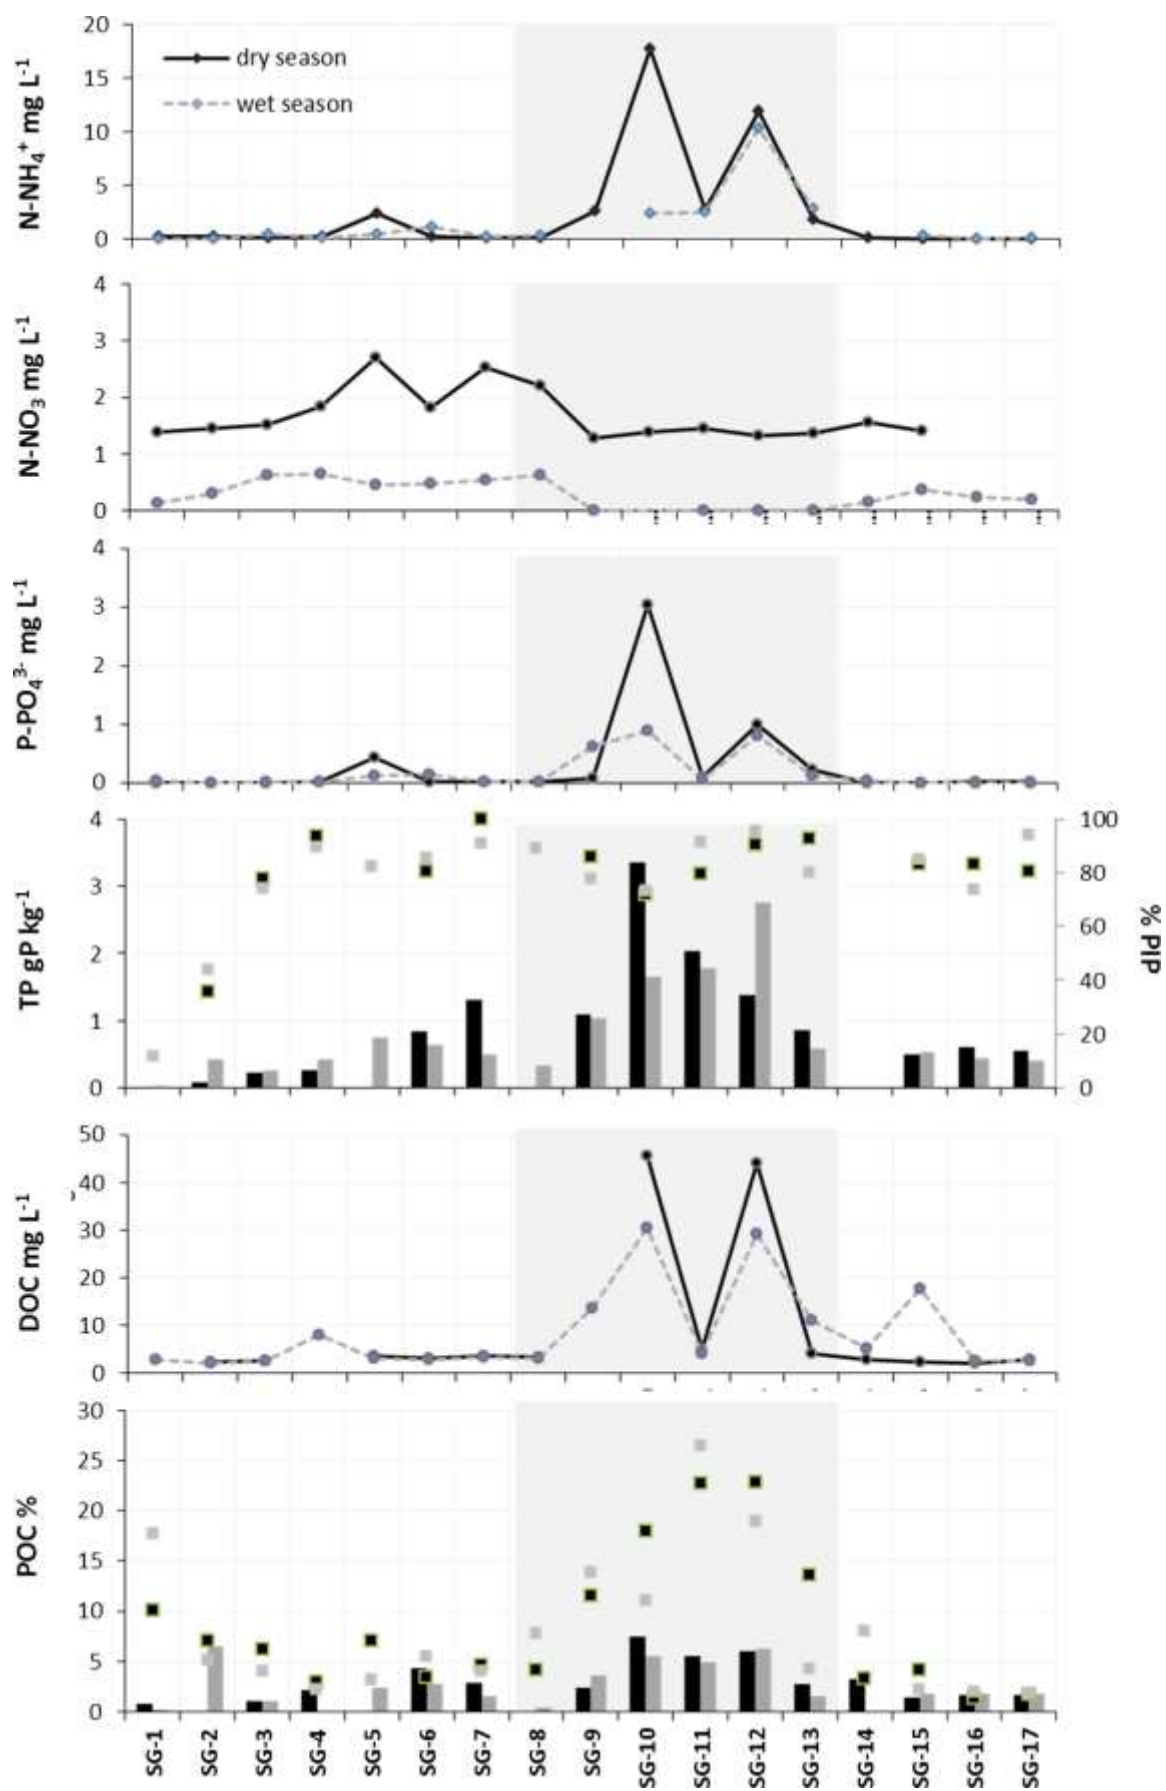 20
15
10
5
0
N-NH₄⁺ mg L⁻¹
dry season
wet season
4
3
2
1
0
N-NO₃ mg L⁻¹
4
3
2
1
0
P-PO₄³⁻ mg L⁻¹
4
3
2
1
0
TP gP kg⁻¹
100
80
60
40
20
0
% PIP
50
40
30
20
10
0
DOC mg L⁻¹
30
25
20
15
10
5
0
POC %
SG-1
SG-2
SG-3
SG-4
SG-5
SG-6
SG-7
SG-8
SG-9
SG-10
SG-11
SG-12
SG-13
SG-14
SG-15
SG-16
SG-17